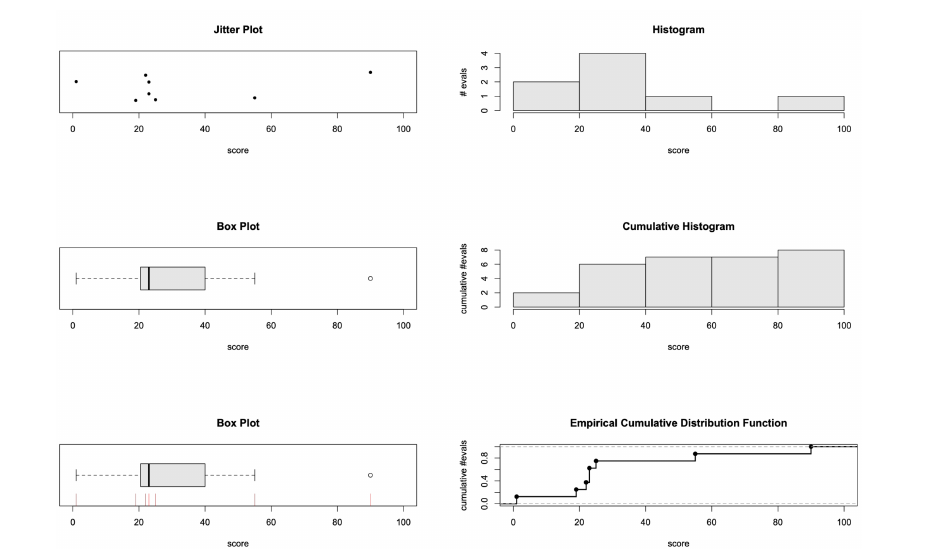 Jitter Plot
0 20 40 60 80 100
score
Histogram
# evals
0 1 2 3 4
0 20 40 60 80 100
score
Box Plot
0 20 40 60 80 100
score
Cumulative Histogram
cumulative #evals
0 2 4 6 8
0 20 40 60 80 100
score
Box Plot
0 20 40 60 80 100
score
Empirical Cumulative Distribution Function
cumulative #evals
0.0 0.4 0.8
0 20 40 60 80 100
score